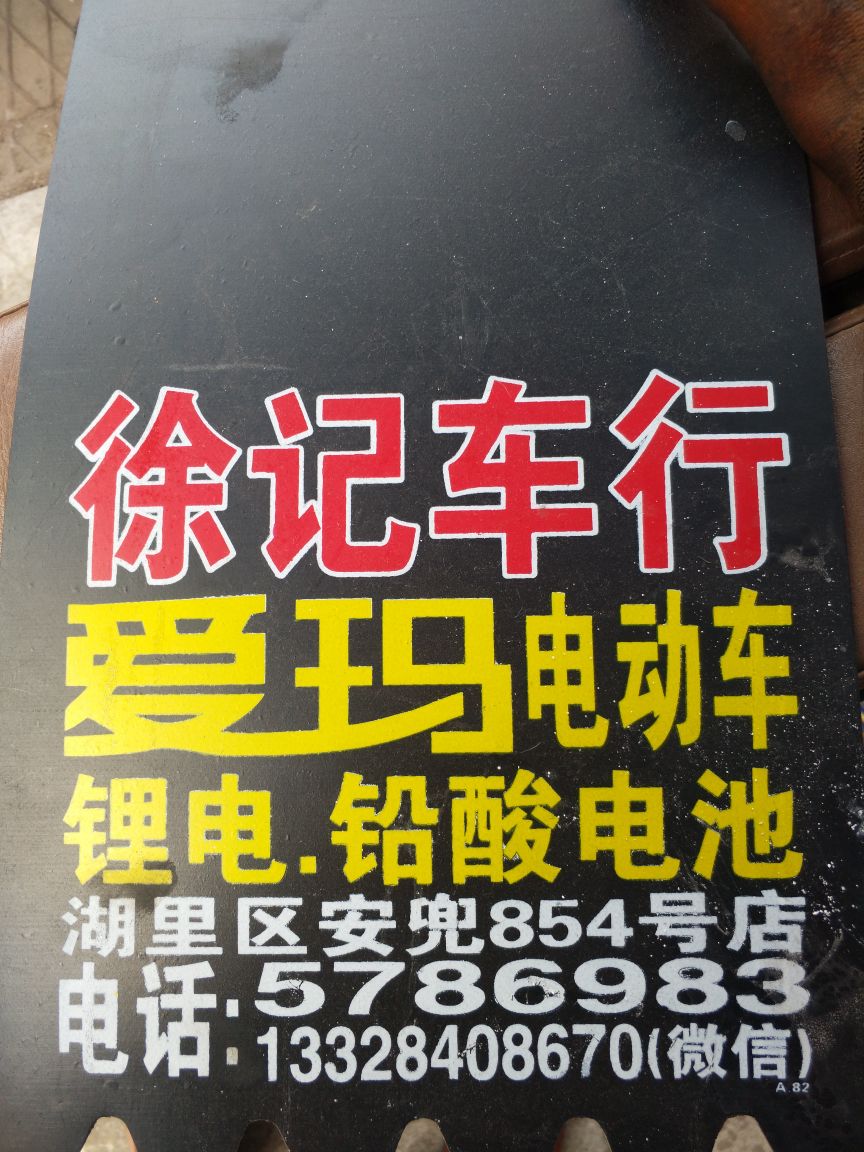 徐记车行
爱玛电动车
锂电.铅酸电池
湖里区安兜854号店
电话:5786983
13328408670(微信)
A.82